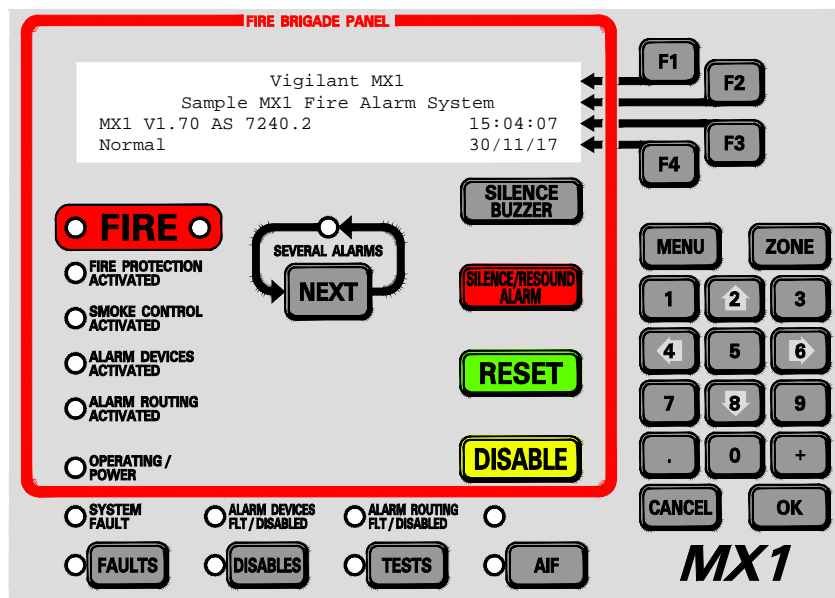 FIRE BRIGADE PANEL
Vigilant MX1
Sample MX1 Fire Alarm System
MX1 V1.70 AS 7240.2 15:04:07
Normal 30/11/17
F1
F2
F3
F4
FIRE
FIRE PROTECTION
ACTIVATED
SMOKE CONTROL
ACTIVATED
ALARM DEVICES
ACTIVATED
ALARM ROUTING
ACTIVATED
OPERATING /
POWER
SEVERAL ALARMS
NEXT
SILENCE
BUZZER
SILENCE/RESOUND
ALARM
RESET
DISABLE
MENU
ZONE
1
2
3
4
5
6
7
8
9
.
0
+
CANCEL
OK
SYSTEM
FAULT
ALARM DEVICES
FLT / DISABLED
ALARM ROUTING
FLT / DISABLED
FAULTS
DISABLES
TESTS
AIF
MX1